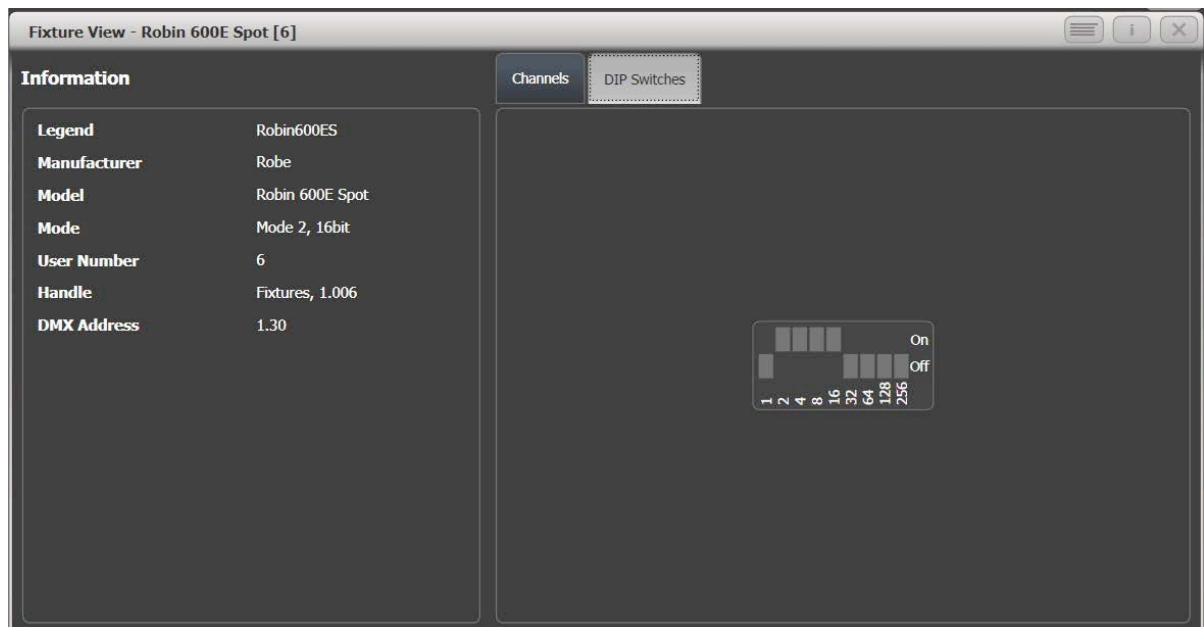 Fixture View - Robin 600E Spot [6]
i
Information
Channels
DIP Switches
Legend Robin600ES
Manufacturer Robe
Model Robin 600E Spot
Mode Mode 2, 16bit
User Number 6
Handle Fixtures, 1.006
DMX Address 1.30
On
Off
1 2 4 8 16 32 64 128 256